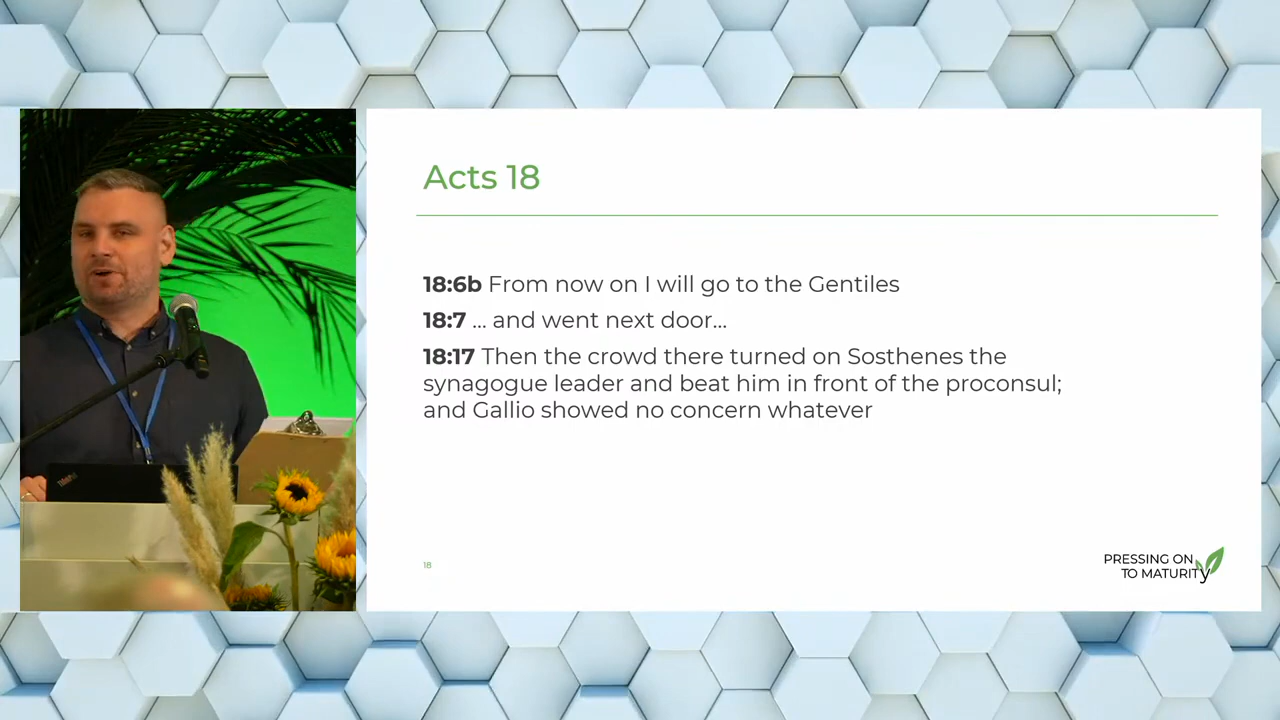 Acts 18
18:6b From now on I will go to the Gentiles
18:7 ... and went next door...
18:17 Then the crowd there turned on Sosthenes the
synagogue leader and beat him in front of the proconsul;
and Gallio showed no concern whatever
18
PRESSING ON
TO MATURITy
ThinkPad